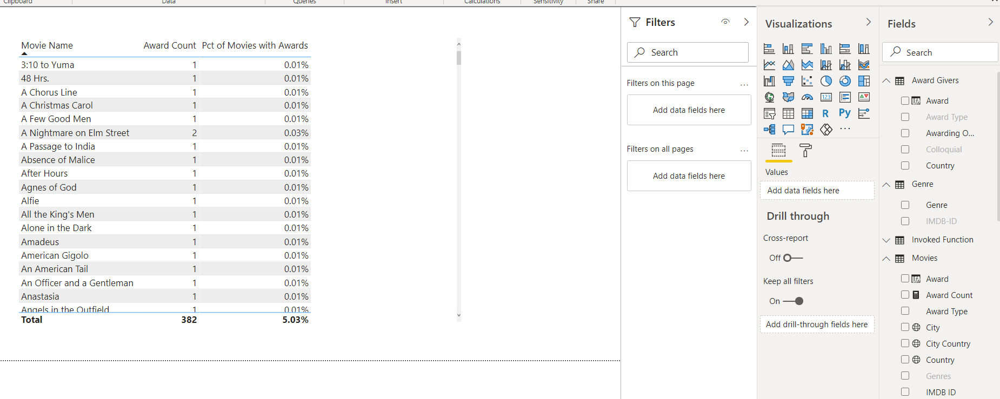 Clipboard
Data
Queries
Insert
Calculations
Sensitivity
Share
Movie Name Award Count Pct of Movies with Awards
3:10 to Yuma 1 0.01%
48 Hrs. 1 0.01%
A Chorus Line 1 0.01%
A Christmas Carol 1 0.01%
A Few Good Men 1 0.01%
A Nightmare on Elm Street 2 0.03%
A Passage to India 1 0.01%
Absence of Malice 1 0.01%
After Hours 1 0.01%
Agnes of God 1 0.01%
Alfie 1 0.01%
All the King's Men 1 0.01%
Alone in the Dark 1 0.01%
Amadeus 1 0.01%
American Gigolo 1 0.01%
An American Tail 1 0.01%
An Officer and a Gentleman 1 0.01%
Anastasia 1 0.01%
Angels in the Outfield 1 0.01%
Total 382 5.03%
Filters
Search
Filters on this page ...
Add data fields here
Filters on all pages ...
Add data fields here
Visualizations
123
R
Py
...
Values
Add data fields here
Drill through
Cross-report
Off
Keep all filters
On
Add drill-through fields here
Fields
Search
Award Givers
Award
Award Type
Awarding O...
Colloquial
Country
Genre
Genre
IMDB-ID
Invoked Function
Movies
Award
Award Count
Award Type
City
City Country
Country
Genres
IMDB ID